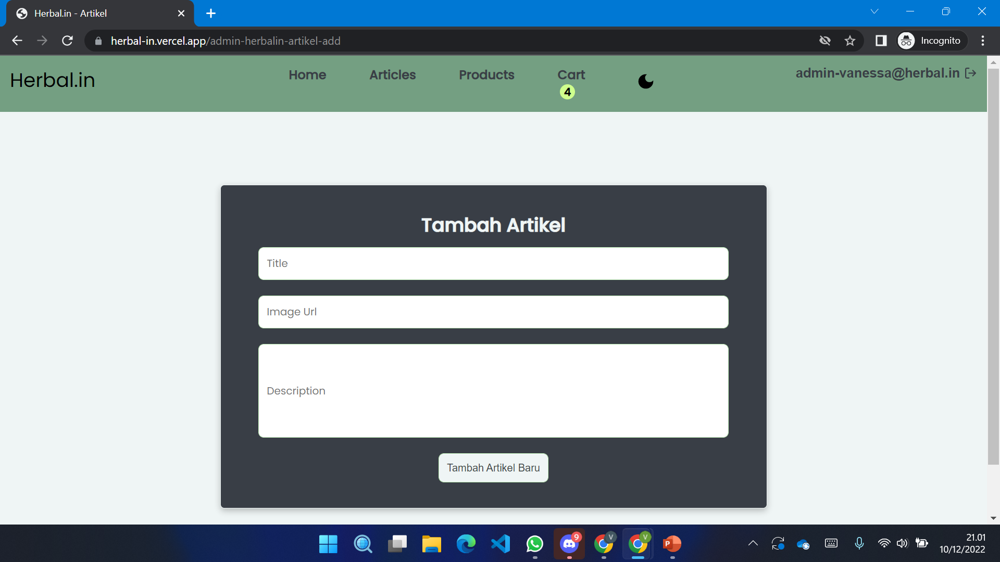 Herbal.in - Artikel
herbal-in.vercel.app/admin-herbalin-artikel-add
Incognito
Herbal.in
Home
Articles
Products
Cart
4
admin-vanessa@herbal.in
Tambah Artikel
Title
Image Url
Description
Tambah Artikel Baru
9
V
V
P
21.01
10/12/2022